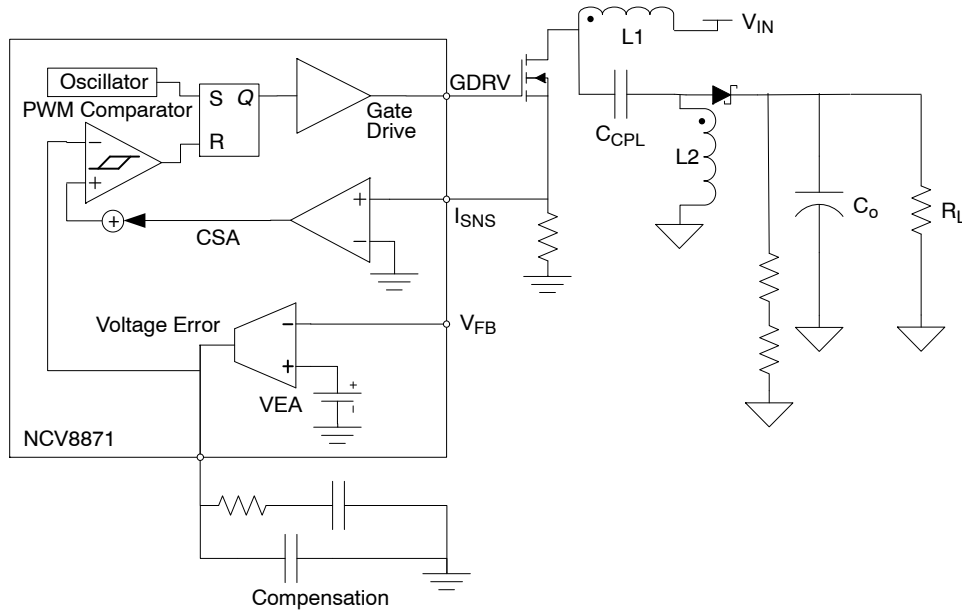 V_IN
L1
Oscillator
S Q
GDRV
PWM Comparator
Gate
Drive
−
R
C_CPL
L2
+
+
I_SNS
C_o
R_L
+
CSA
−
Voltage Error
−
V_FB
+
+
−
VEA
NCV8871
Compensation